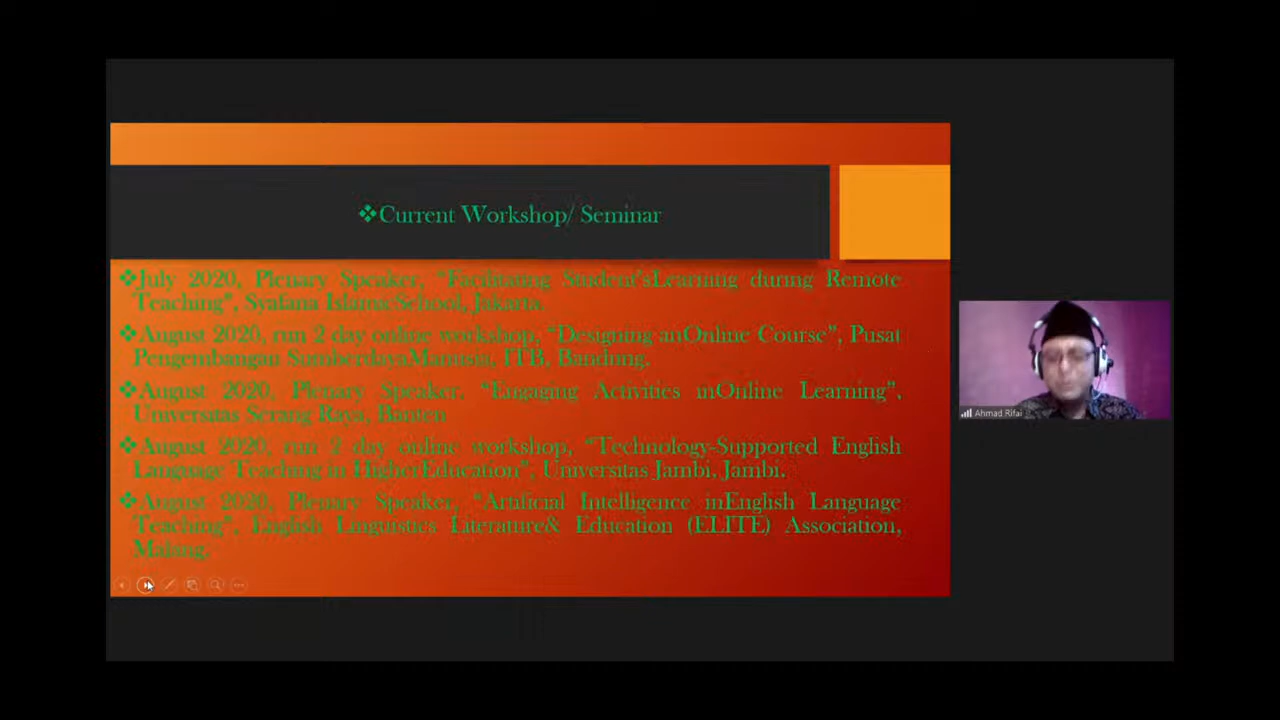 ❖Current Workshop/ Seminar
❖July 2020, Plenary Speaker, “Facilitating Student'sLearning during Remote
Teaching”, Syafana IslamicSchool, Jakarta.
❖August 2020, run 2 day online workshop, “Designing anOnline Course”, Pusat
Pengembangan SumberdayaManusia, ITB, Bandung.
❖August 2020, Plenary Speaker, “Engaging Activities inOnline Learning”,
Universitas Serang Raya, Banten
❖August 2020, run 2 day online workshop, “Technology-Supported English
Language Teaching in HigherEducation”, Universitas Jambi, Jambi.
❖August 2020, Plenary Speaker, “Artificial Intelligence inEnglish Language
Teaching”, English Linguistics Literature& Education (ELITE) Association,
Malang.
Ahmad Rifai